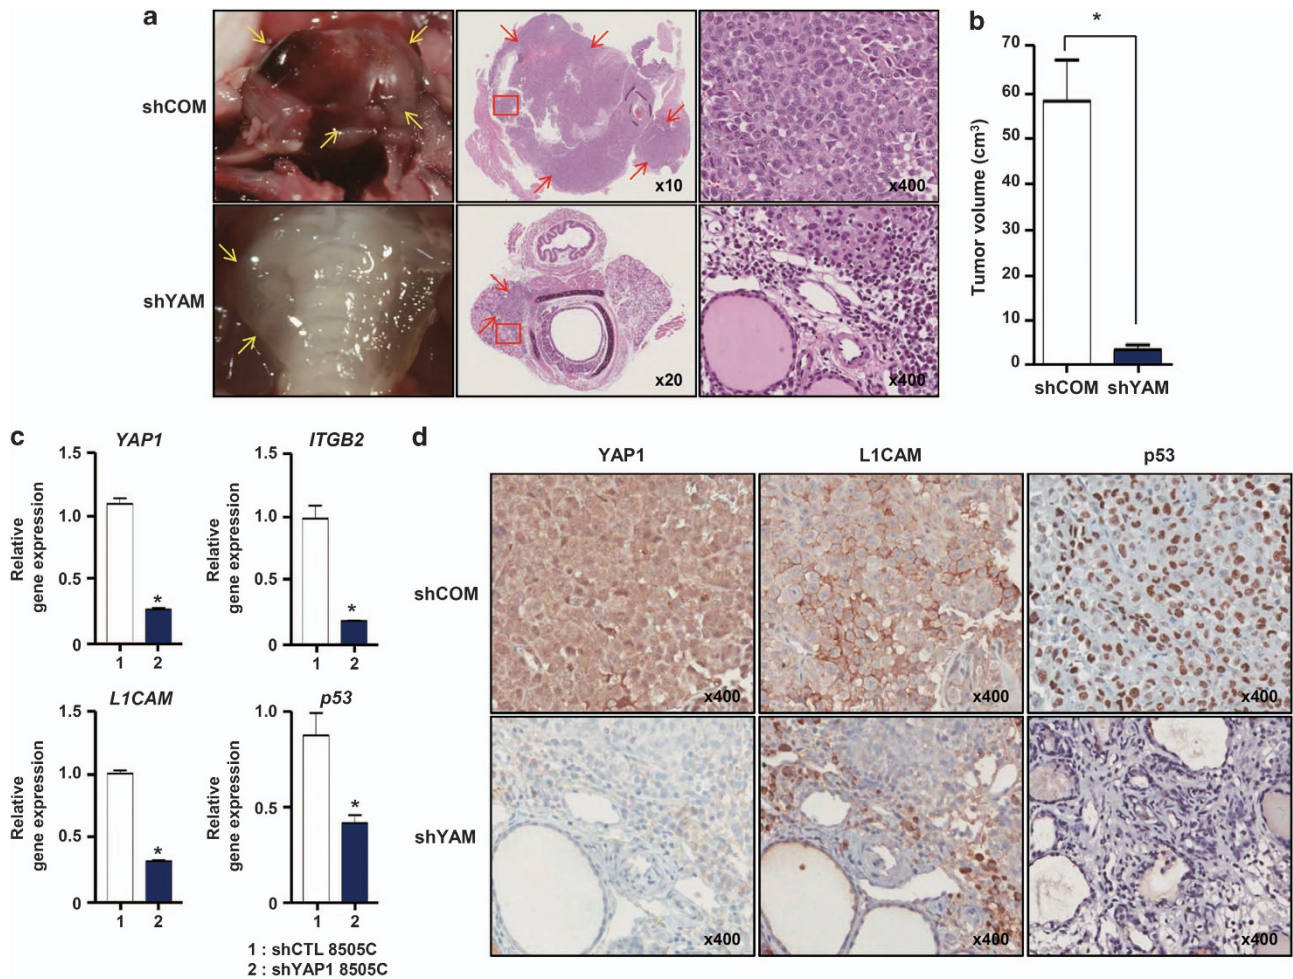 a
shCOM
x10
x400
shYAM
x20
x400
b
*
Tumor volume (cm³)
70
60
50
40
30
20
10
0
shCOM shYAM
c
YAP1
Relative
gene expression
1.5
1.0
0.5
0
*
1 2
ITGB2
Relative
gene expression
1.5
1.0
0.5
0
*
1 2
L1CAM
Relative
gene expression
1.5
1.0
0.5
0
*
1 2
p53
Relative
gene expression
1.0
0.5
0
*
1 2
1 : shCTL 8505C
2 : shYAP1 8505C
d
YAP1 L1CAM p53
shCOM
x400 x400 x400
shYAM
x400 x400 x400